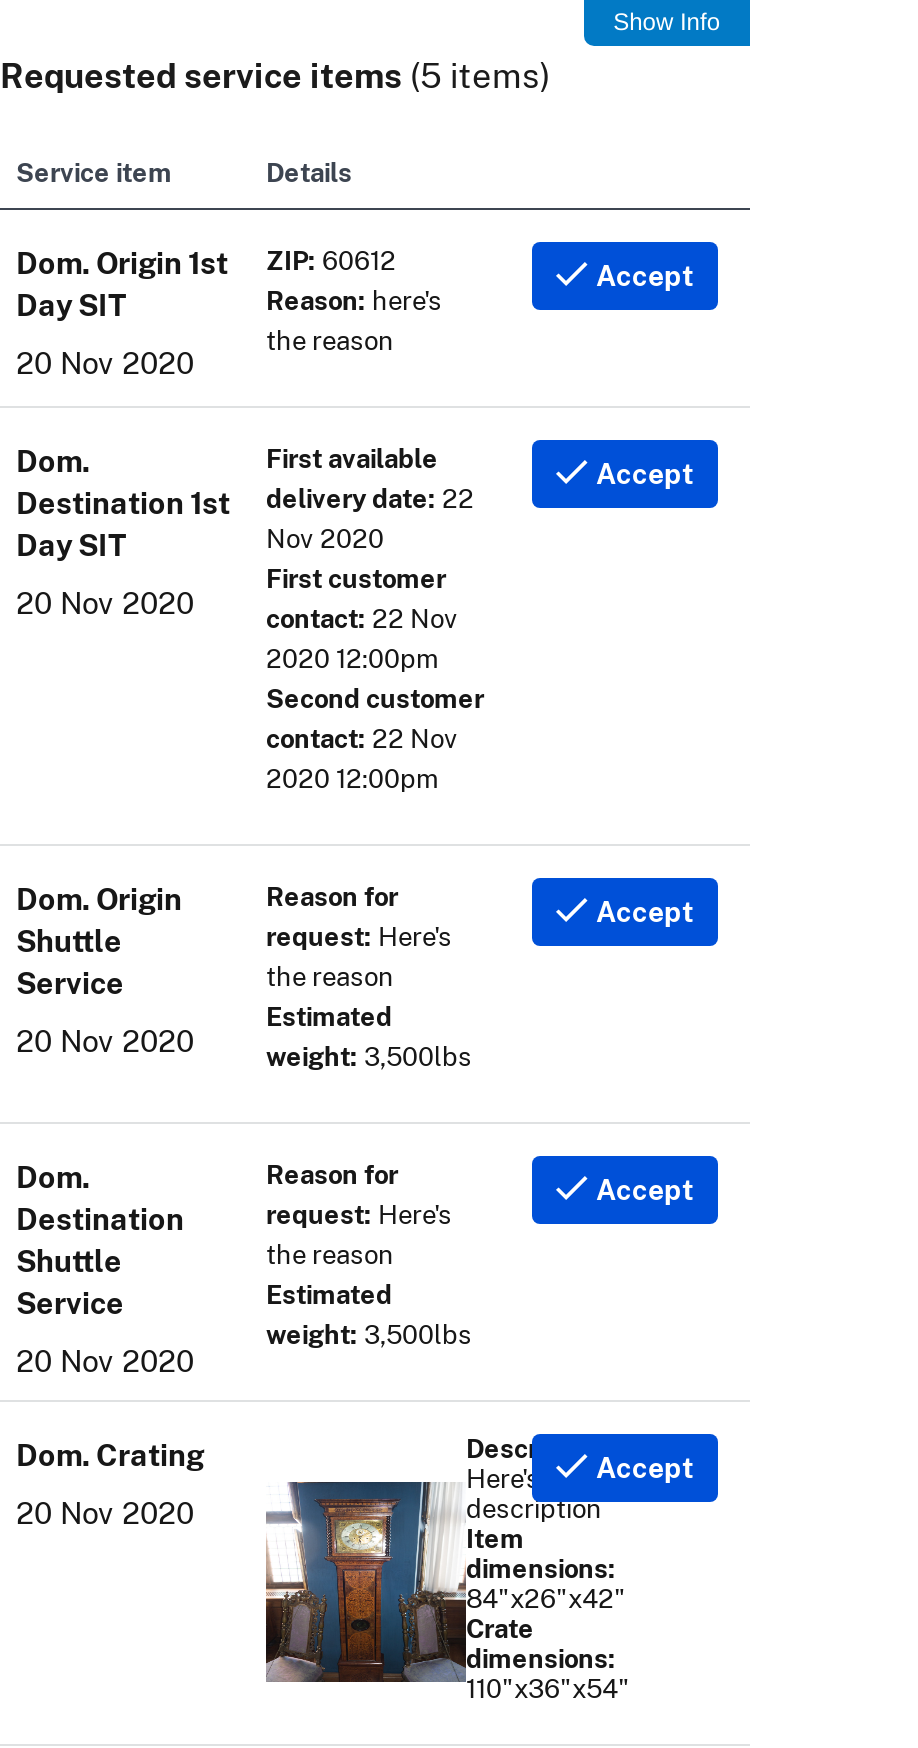 Show Info
Requested service items (5 items)
Service item Details
Dom. Origin 1st
Day SIT
20 Nov 2020
ZIP: 60612
Reason: here's
the reason
Accept
Dom.
Destination 1st
Day SIT
20 Nov 2020
First available
delivery date: 22
Nov 2020
First customer
contact: 22 Nov
2020 12:00pm
Second customer
contact: 22 Nov
2020 12:00pm
Accept
Dom. Origin
Shuttle
Service
20 Nov 2020
Reason for
request: Here's
the reason
Estimated
weight: 3,500lbs
Accept
Dom.
Destination
Shuttle
Service
20 Nov 2020
Reason for
request: Here's
the reason
Estimated
weight: 3,500lbs
Accept
Dom. Crating
20 Nov 2020
Here's
description
Item
dimensions:
84"x26"x42"
Crate
dimensions:
110"x36"x54"
Accept